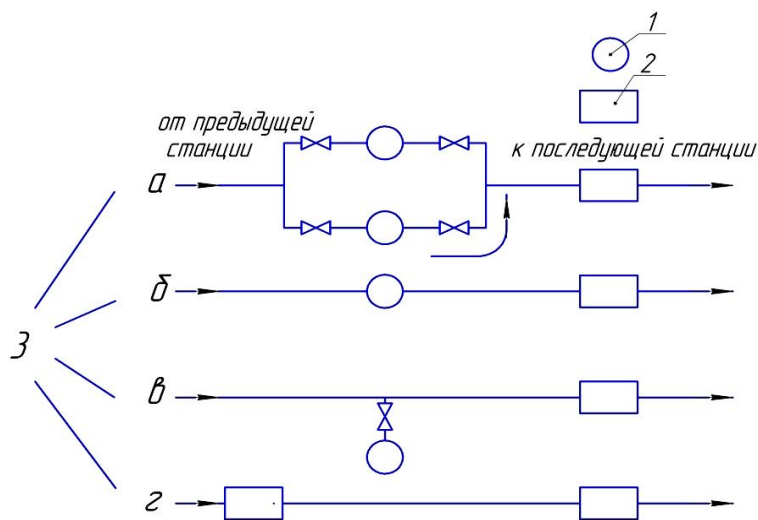 1
2
от предыдущей
станции
к последующей станции
а
б
3
в
г